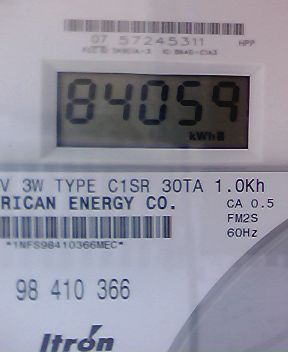 07 57245311 HPP
84059
kWh
V 3W TYPE C1SR 30TA 1.0Kh
RICAN ENERGY CO. CA 0.5
FM2S
*1NFS98410366MEC* 60Hz
98 410 366
Itron